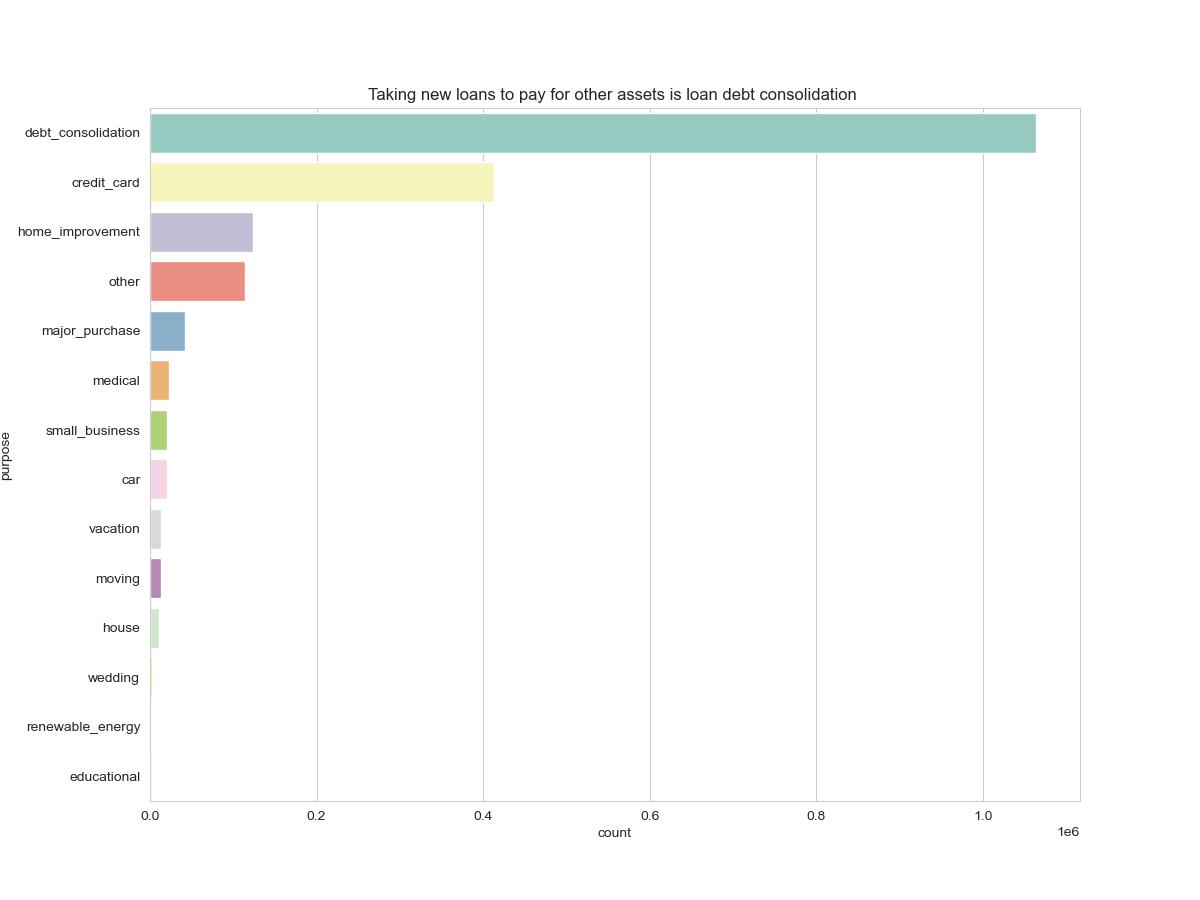 Taking new loans to pay for other assets is loan debt consolidation
debt_consolidation
credit_card
home_improvement
other
major_purchase
medical
small_business
car
vacation
moving
house
wedding
renewable_energy
educational
purpose
0.0 0.2 0.4 0.6 0.8 1.0
count
1e6